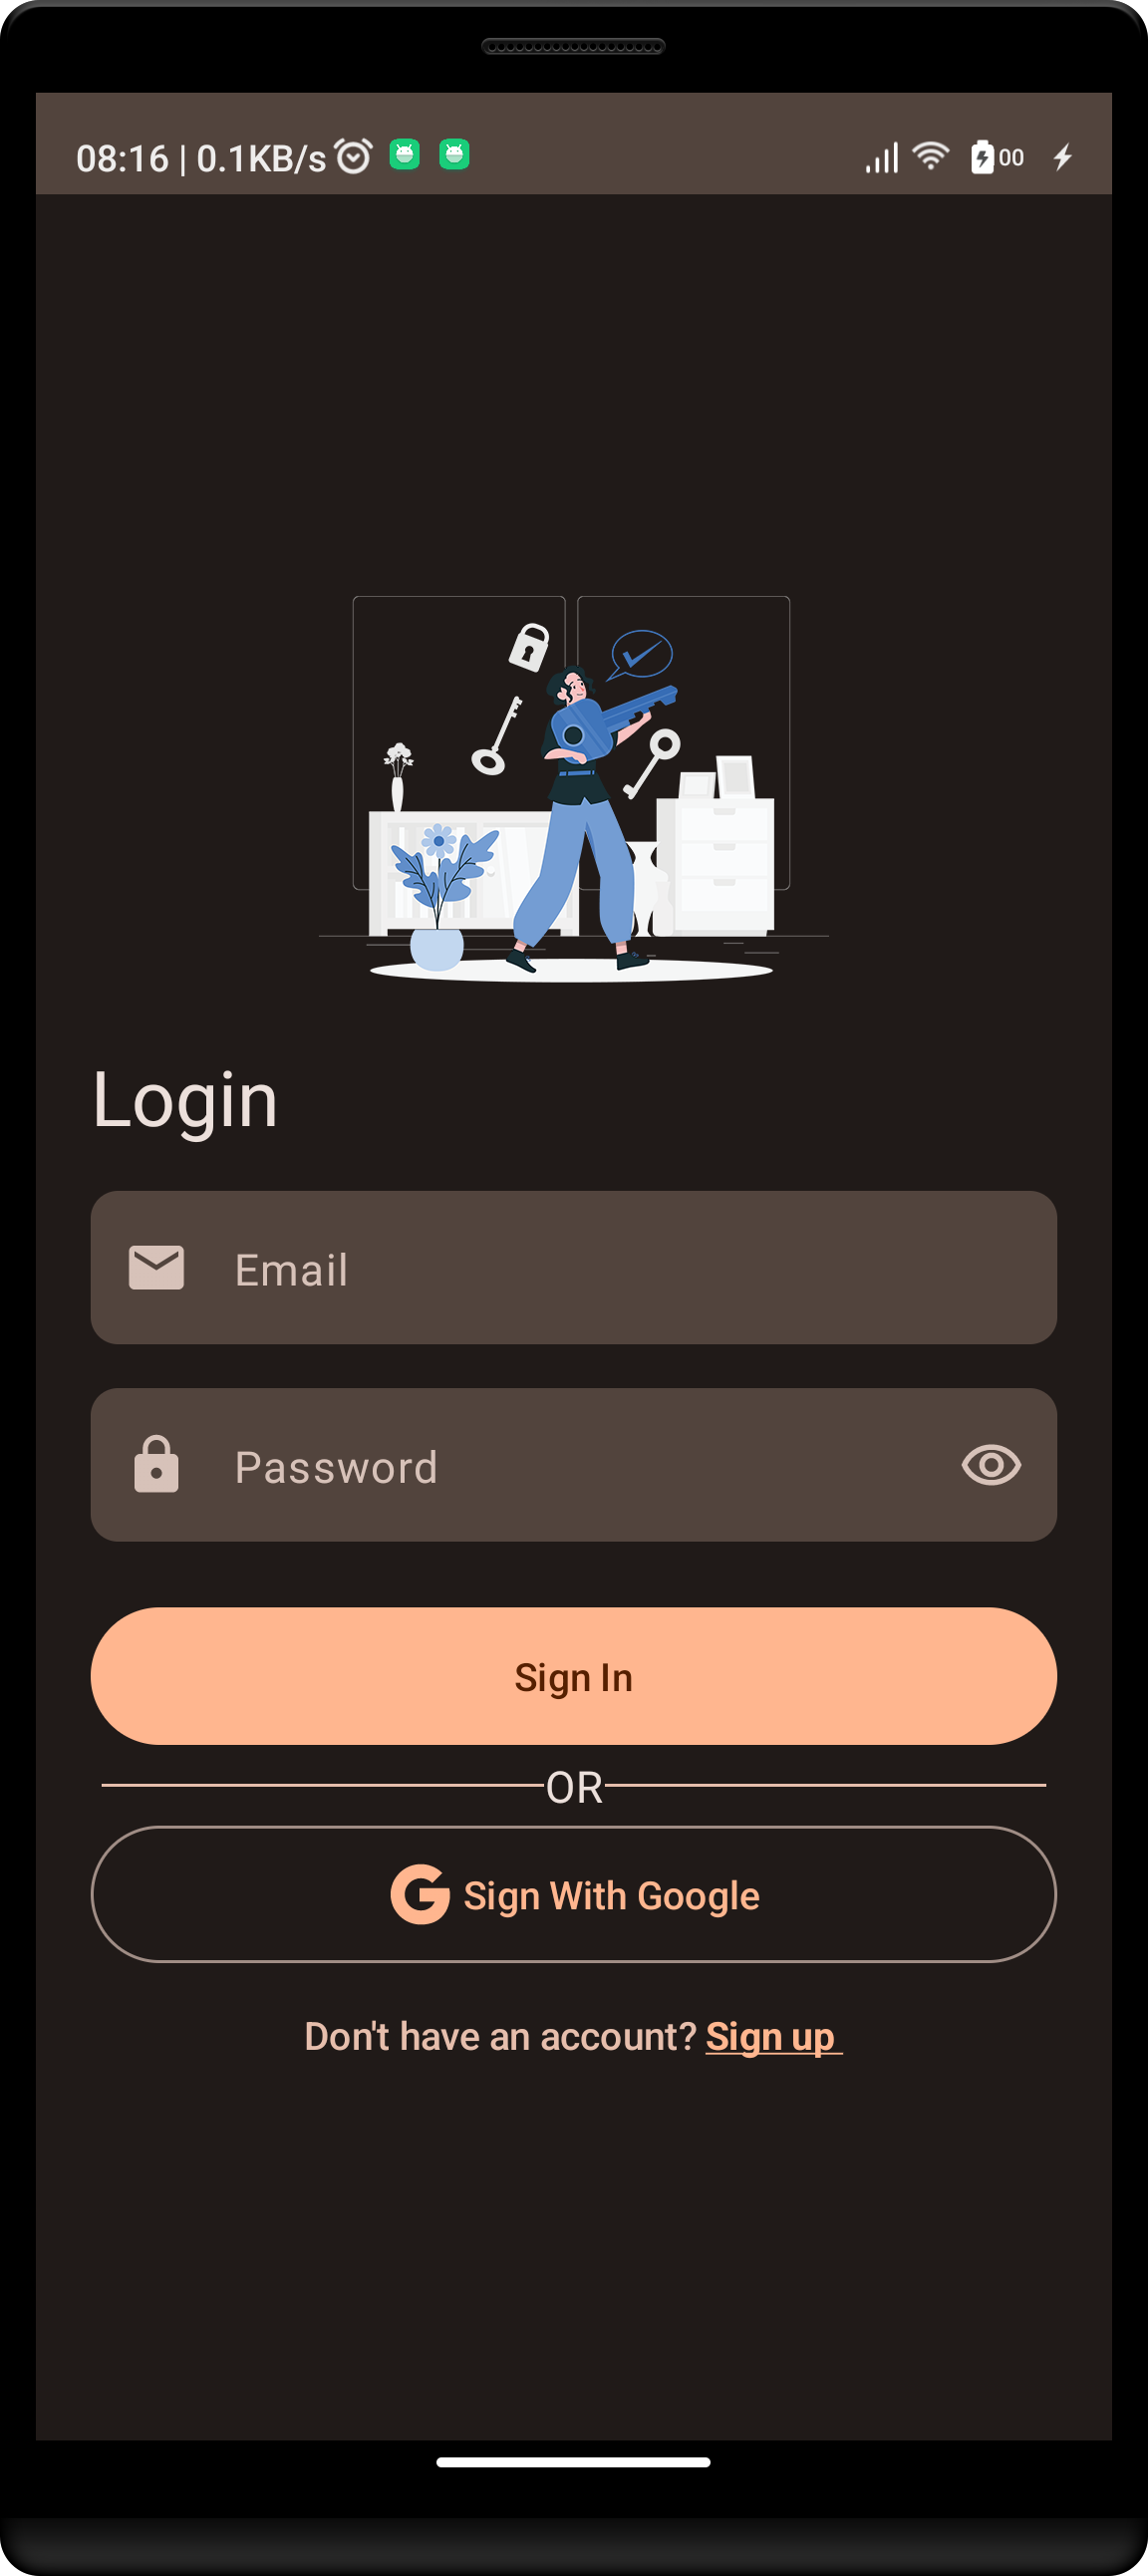 08:16 | 0.1KB/s 00
Login
Email
Password
Sign In
OR
Sign With Google
Don't have an account? Sign up